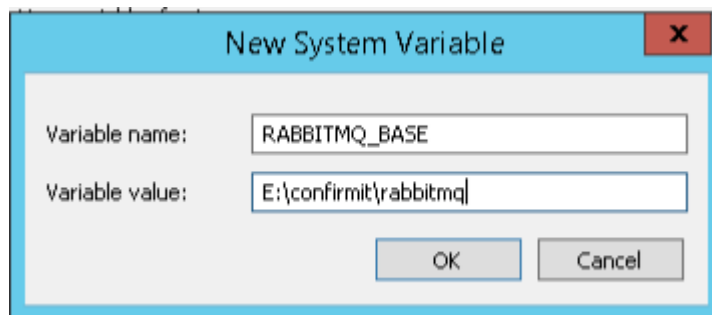 New System Variable
x
Variable name:
RABBITMQ_BASE
Variable value:
E:\confirmit\rabbitmq
OK
Cancel